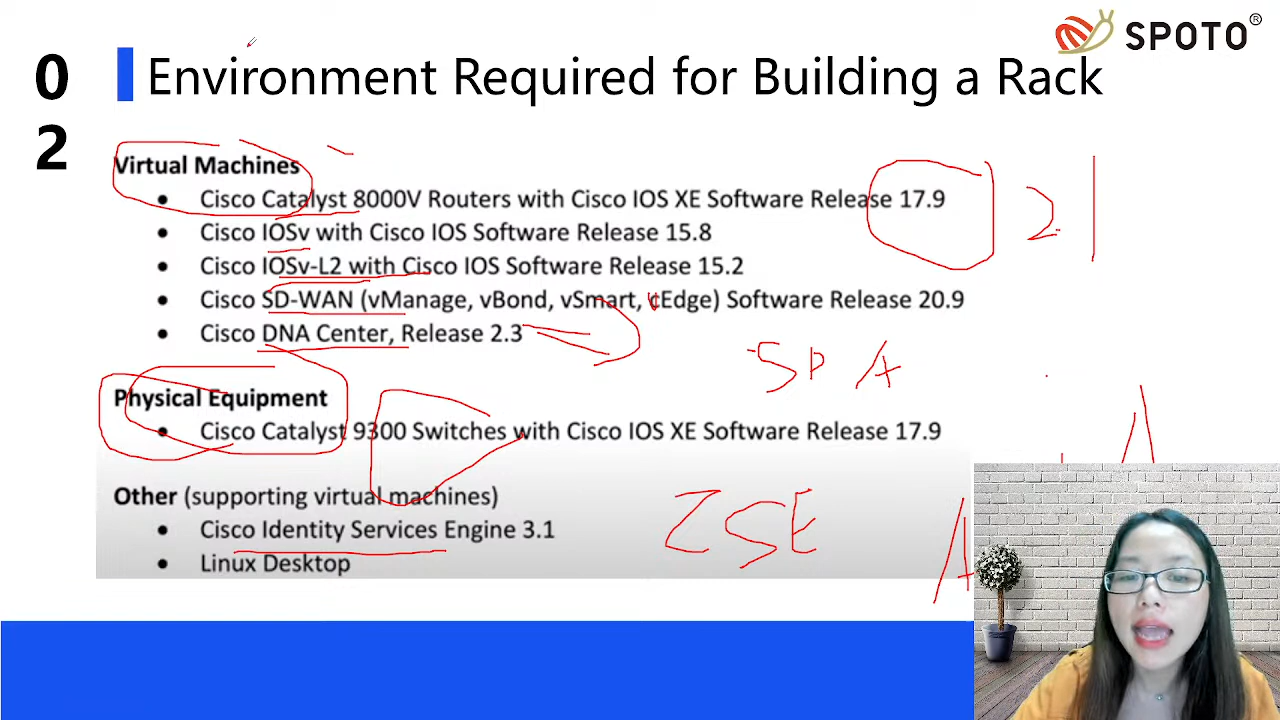 SPOTO®
02
Environment Required for Building a Rack
Virtual Machines
• Cisco Catalyst 8000V Routers with Cisco IOS XE Software Release 17.9
21
• Cisco IOSv with Cisco IOS Software Release 15.8
• Cisco IOSv-L2 with Cisco IOS Software Release 15.2
• Cisco SD-WAN (vManage, vBond, vSmart, cEdge) Software Release 20.9
• Cisco DNA Center, Release 2.3
SPA
Physical Equipment
• Cisco Catalyst 9300 Switches with Cisco IOS XE Software Release 17.9
Other (supporting virtual machines)
• Cisco Identity Services Engine 3.1
ISE
• Linux Desktop